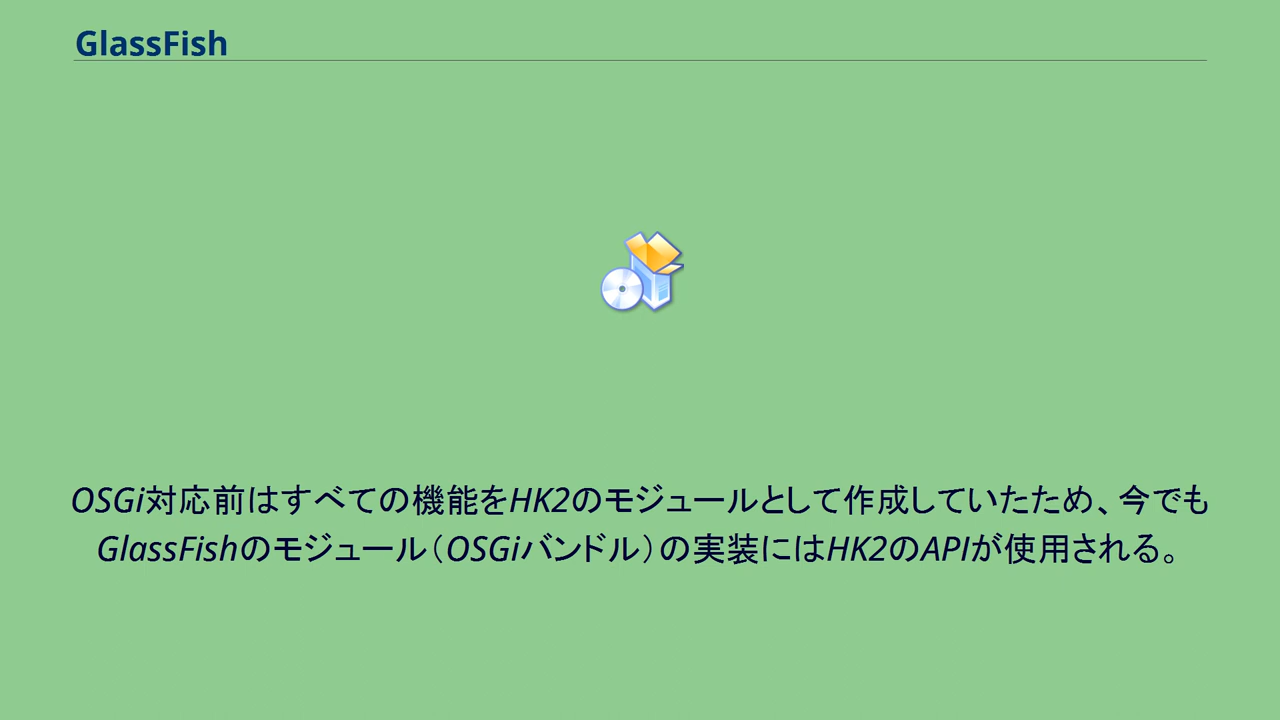 GlassFish
OSGi対応前はすべての機能をHK2のモジュールとして作成していたため、今でも
GlassFishのモジュール（OSGiバンドル）の実装にはHK2のAPIが使用される。